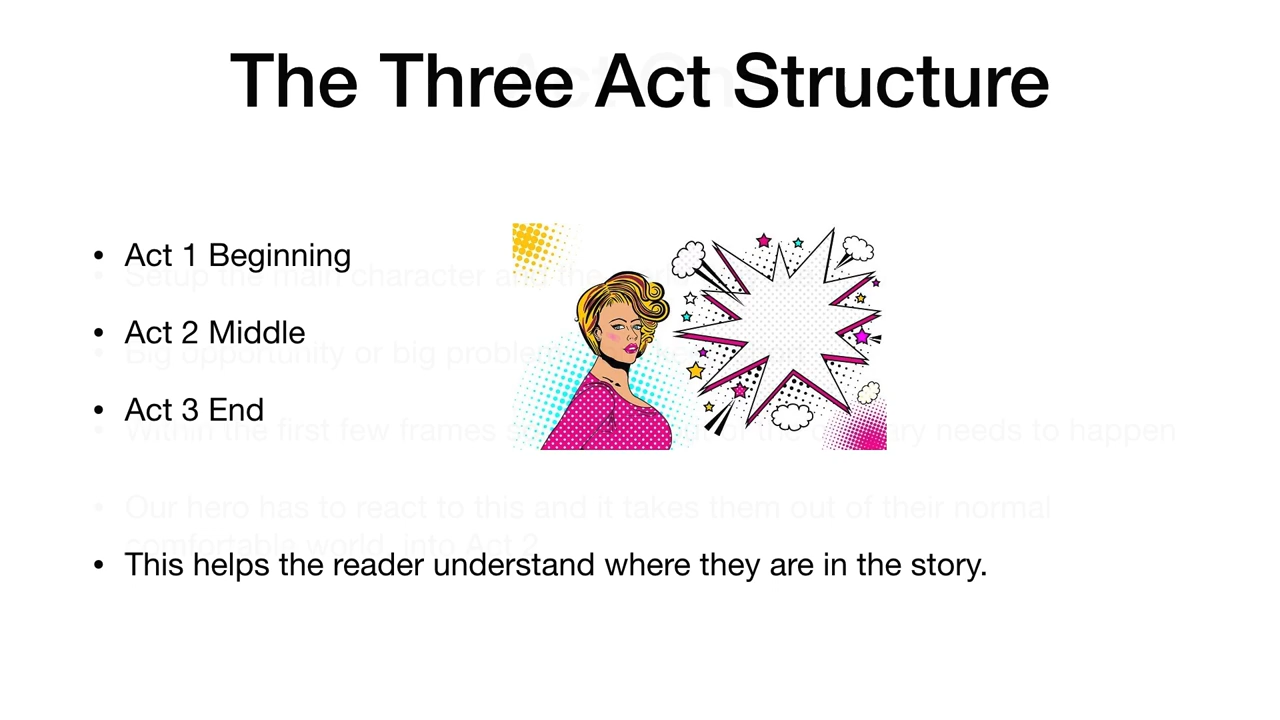 The Three Act Structure
• Act 1 Beginning
• Act 2 Middle
• Act 3 End
• Our hero has to react to this and it takes them out of their normal
comfortable world, into Act 2
• This helps the reader understand where they are in the story.